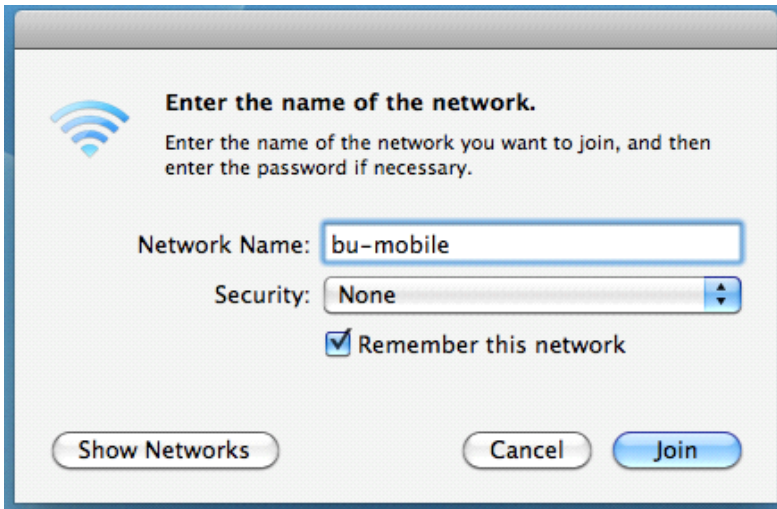 Enter the name of the network.
Enter the name of the network you want to join, and then
enter the password if necessary.
Network Name: bu-mobile
Security: None
Remember this network
Show Networks Cancel Join